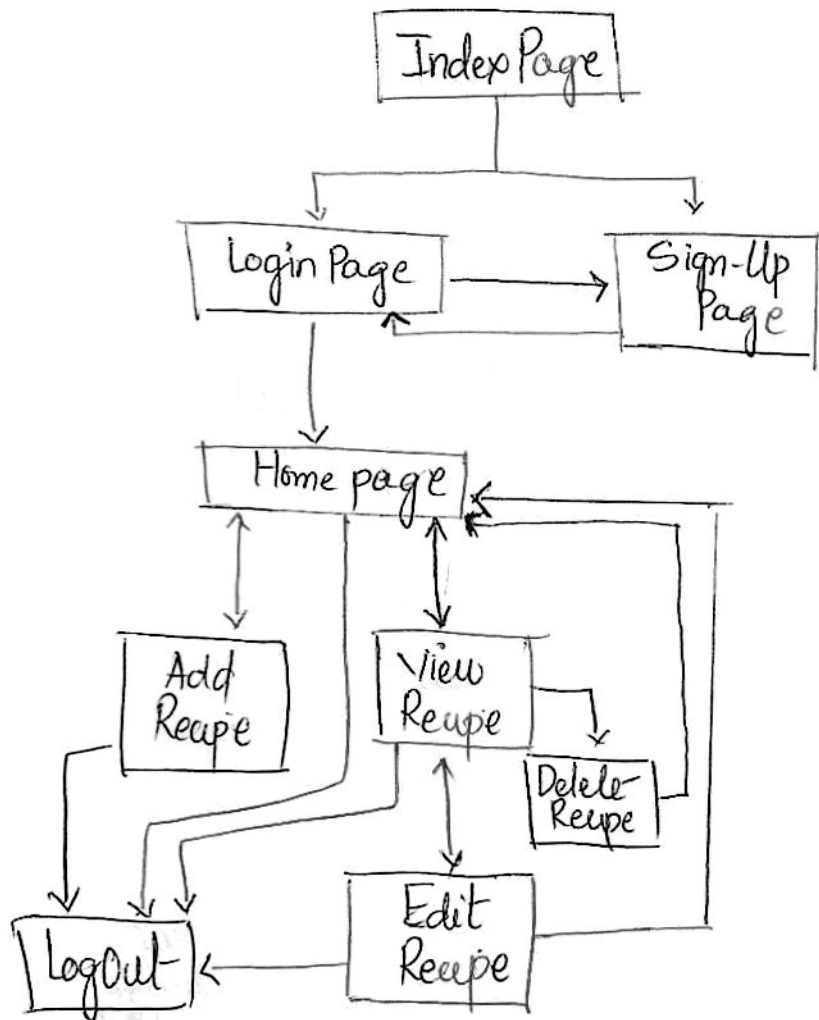 Index Page
Login Page
Sign-Up
Page
Home page
Add
Recipe
View
Recipe
Delete
Recipe
Edit
Recipe
LogOut